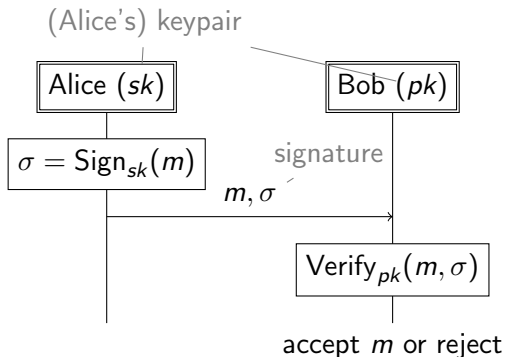 (Alice's) keypair
Alice (sk)
Bob (pk)
σ = Sign_sk(m)
signature
m, σ
Verify_pk(m, σ)
accept m or reject